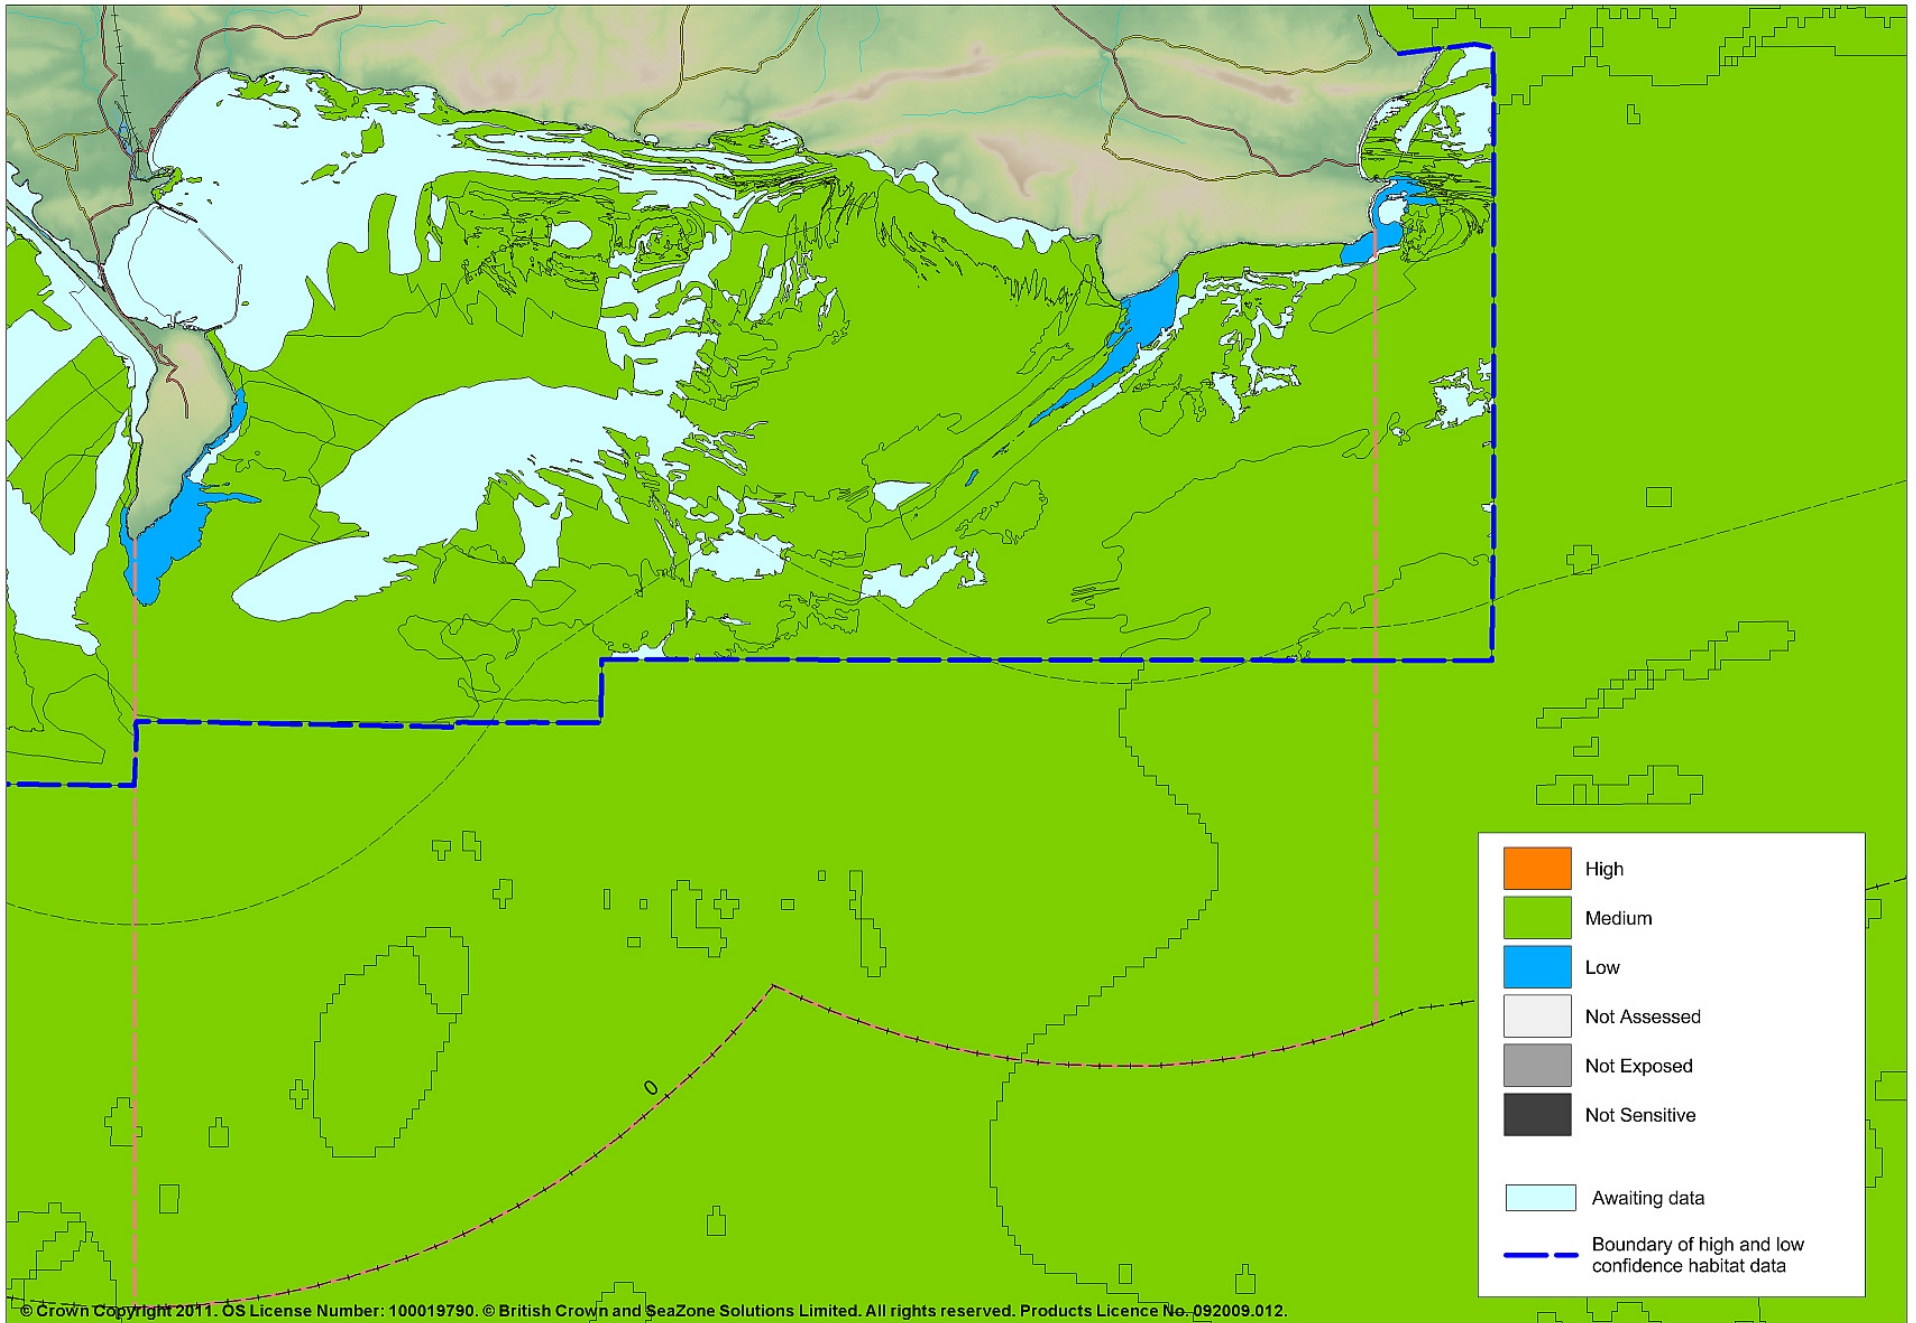 High
Medium
Low
Not Assessed
Not Exposed
Not Sensitive
Awaiting data
Boundary of high and low
confidence habitat data
0
© Crown Copyright 2011. OS License Number: 100019790. © British Crown and SeaZone Solutions Limited. All rights reserved. Products Licence No. 092009.012.